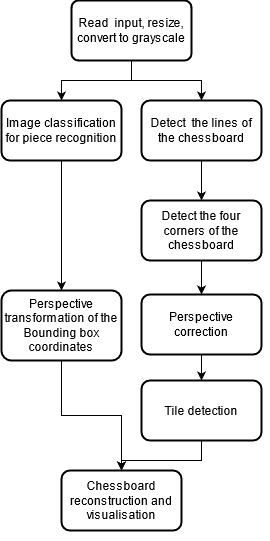 Read input, resize,
convert to grayscale
Image classification
for piece recognition
Detect the lines of
the chessboard
Detect the four
corners of the
chessboard
Perspective
transformation of the
Bounding box
coordinates
Perspective
correction
Tile detection
Chessboard
reconstruction and
visualisation